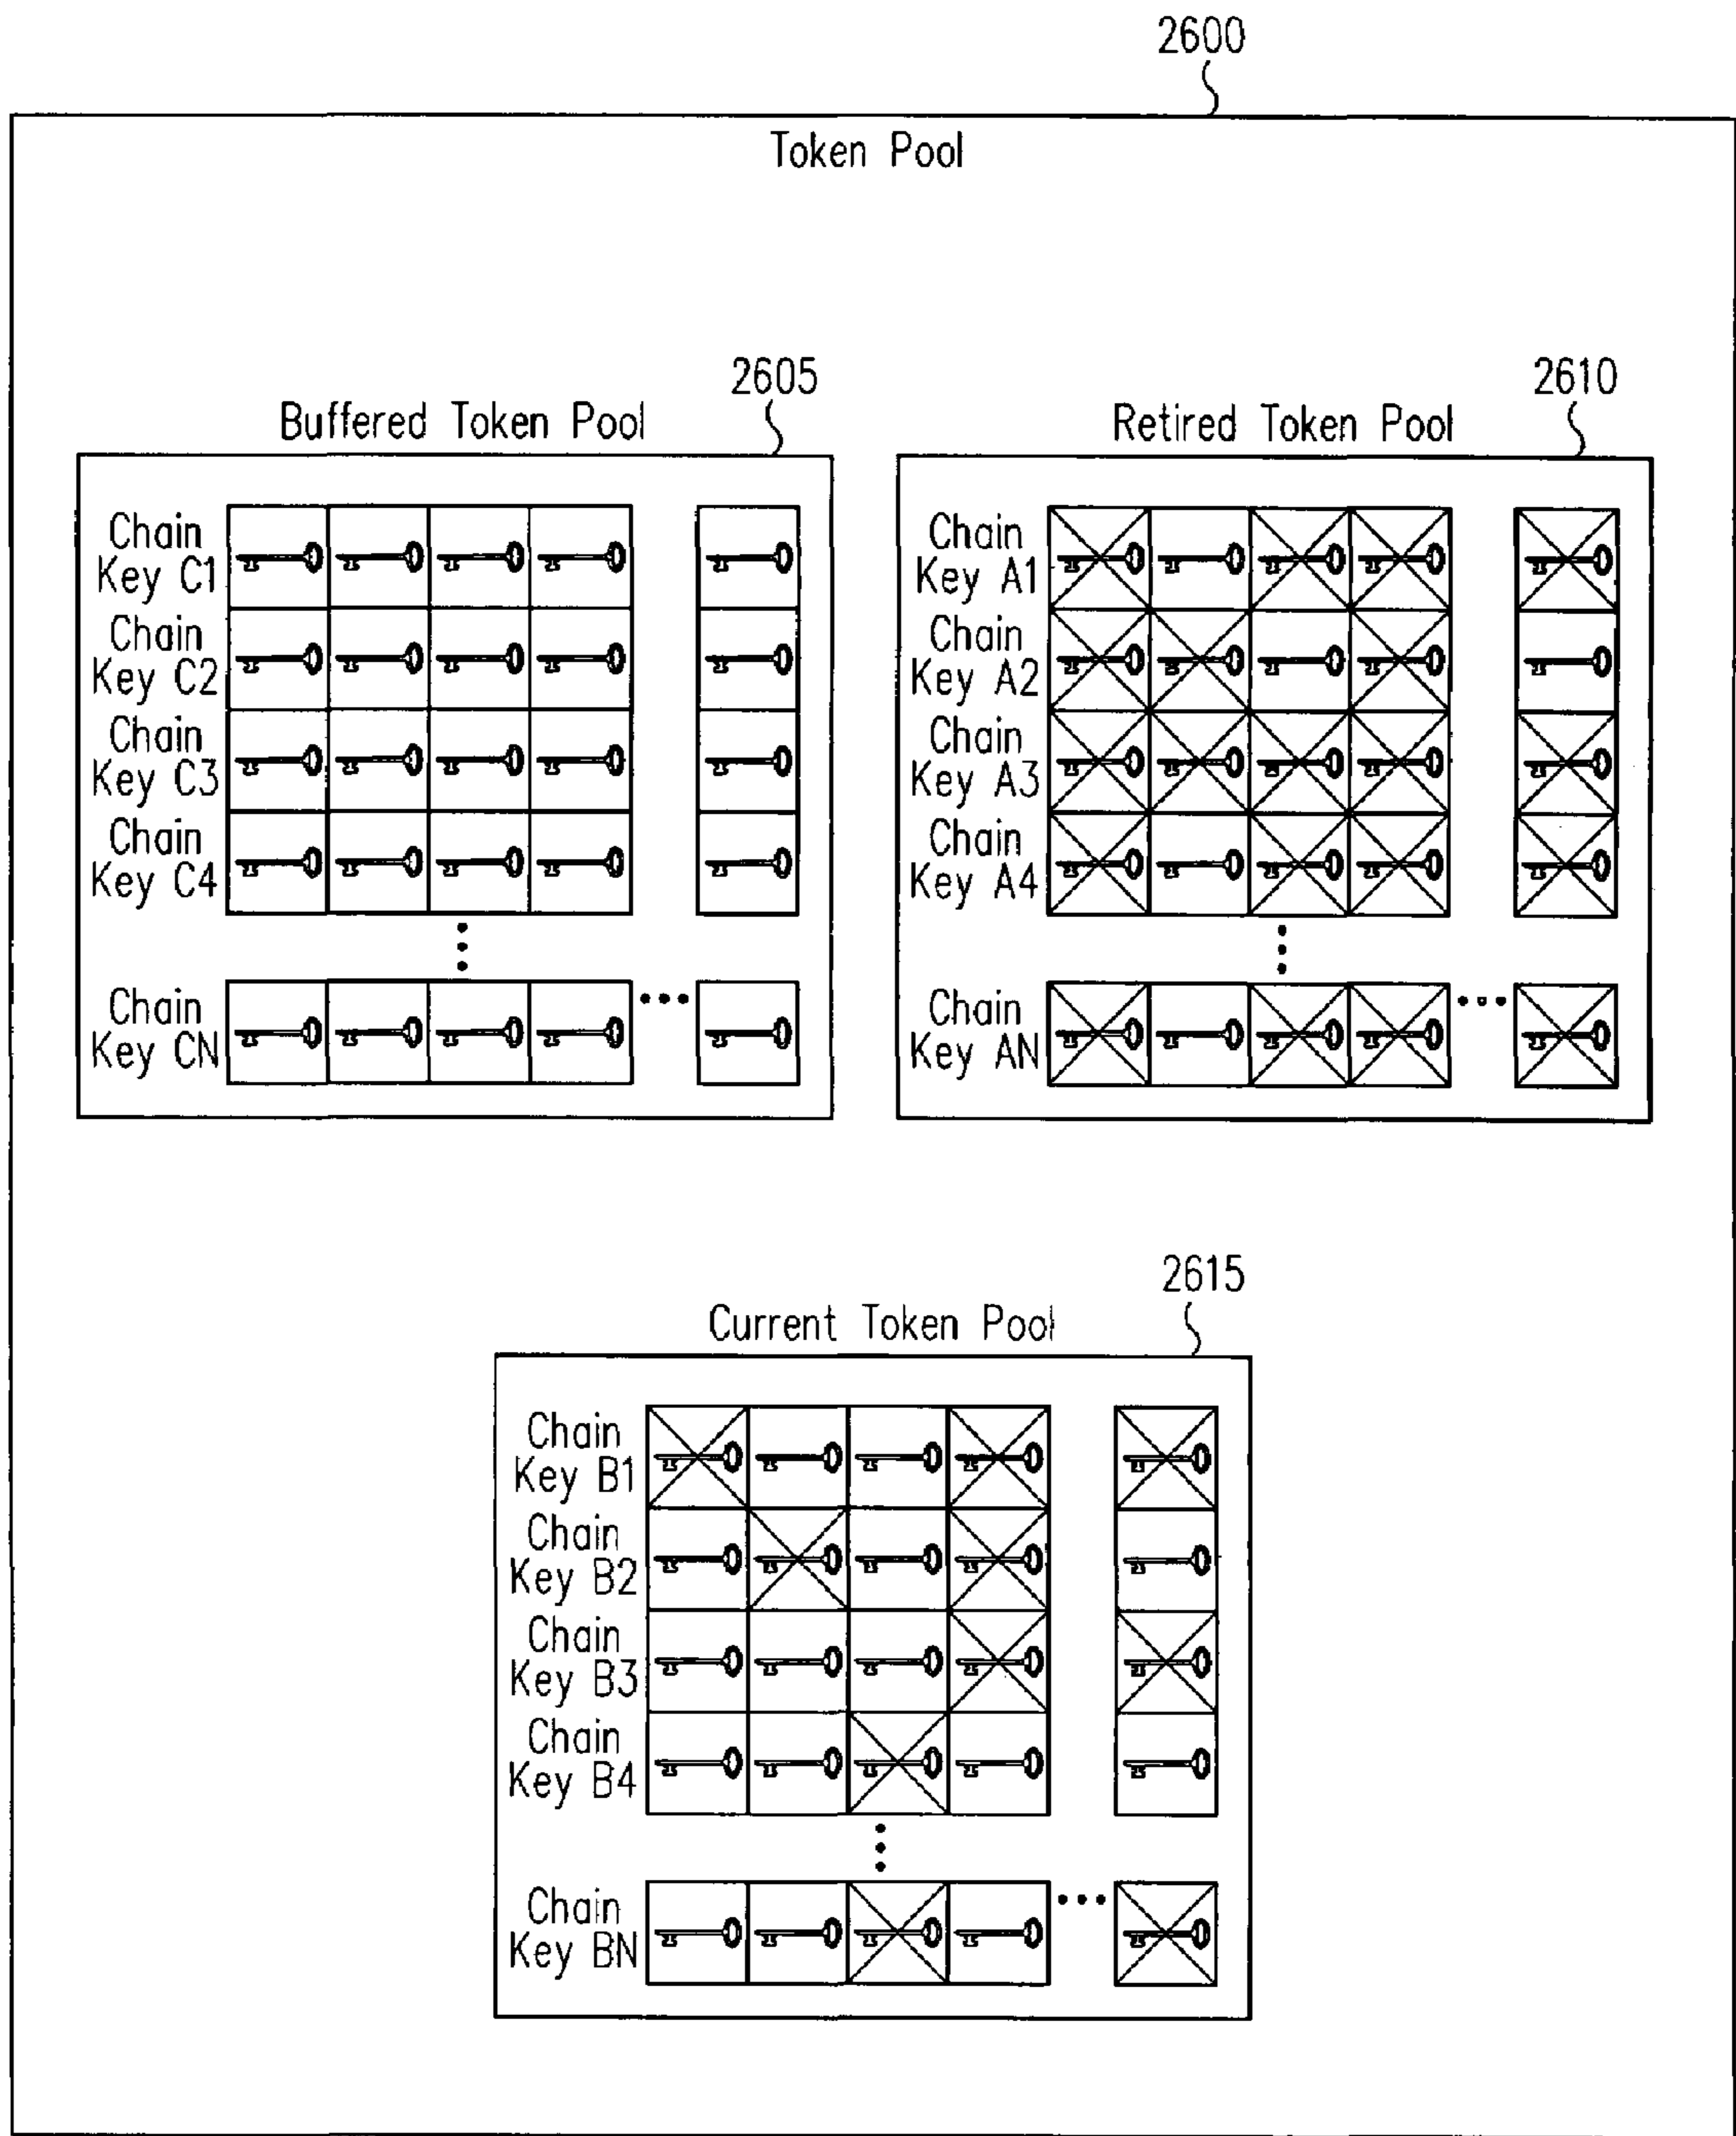 2600
Token Pool
2605
Buffered Token Pool
Chain
Key C1
Chain
Key C2
Chain
Key C3
Chain
Key C4
Chain
Key CN
2610
Retired Token Pool
Chain
Key A1
Chain
Key A2
Chain
Key A3
Chain
Key A4
Chain
Key AN
2615
Current Token Pool
Chain
Key B1
Chain
Key B2
Chain
Key B3
Chain
Key B4
Chain
Key BN